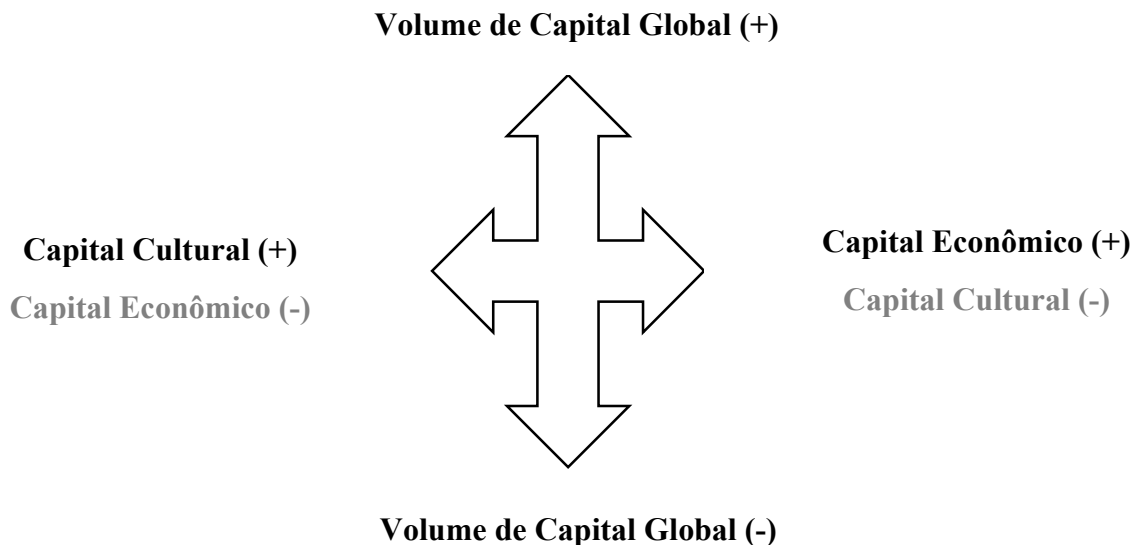 Volume de Capital Global (+)
Capital Cultural (+)
Capital Econômico (-)
Capital Econômico (+)
Capital Cultural (-)
Volume de Capital Global (-)